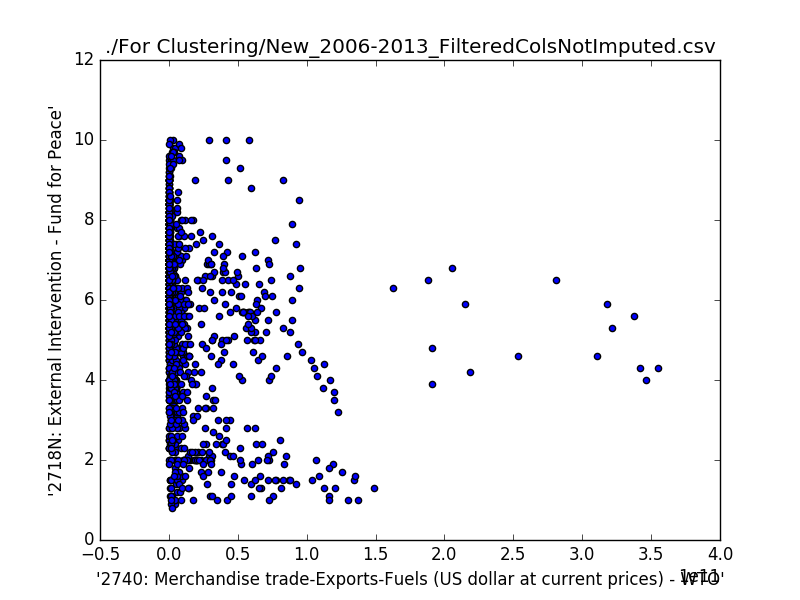 ./For Clustering/New_2006-2013_FilteredColsNotImputed.csv
12
10
8
6
4
2
0
'2718N: External Intervention - Fund for Peace'
−0.5 0.0 0.5 1.0 1.5 2.0 2.5 3.0 3.5 4.0
1e11
'2740: Merchandise trade-Exports-Fuels (US dollar at current prices) - WTO'